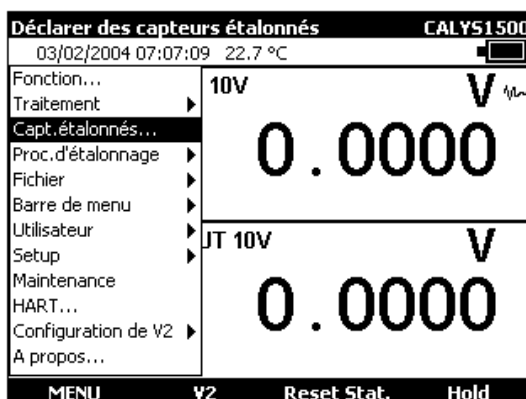 Déclarer des capteurs étalonnés CALYS1500
03/02/2004 07:07:09 22.7 °C
Fonction...
Traitement
Capt.étalonnés...
Proc.d'étalonnage
Fichier
Barre de menu
Utilisateur
Setup
Maintenance
HART...
Configuration de V2
A propos...
10V V
0.0000
UT 10V V
0.0000
MENU V2 Reset Stat. Hold